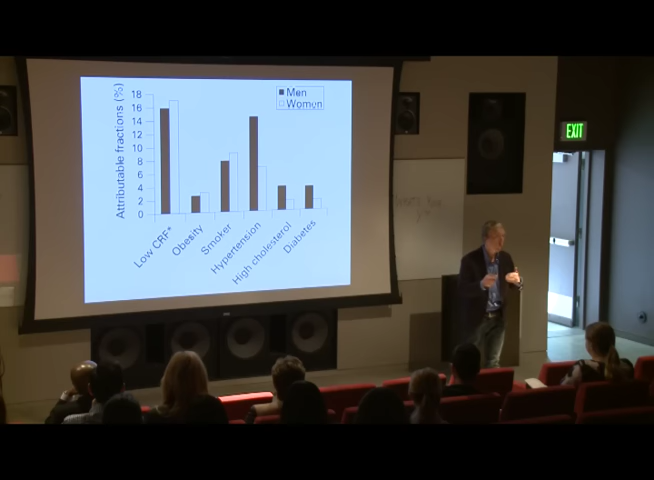 Attributable fractions (%)
18
16
14
12
10
8
6
4
2
0
Men
Women
Low CRF*
Obesity
Smoker
Hypertension
High cholesterol
Diabetes
EXIT